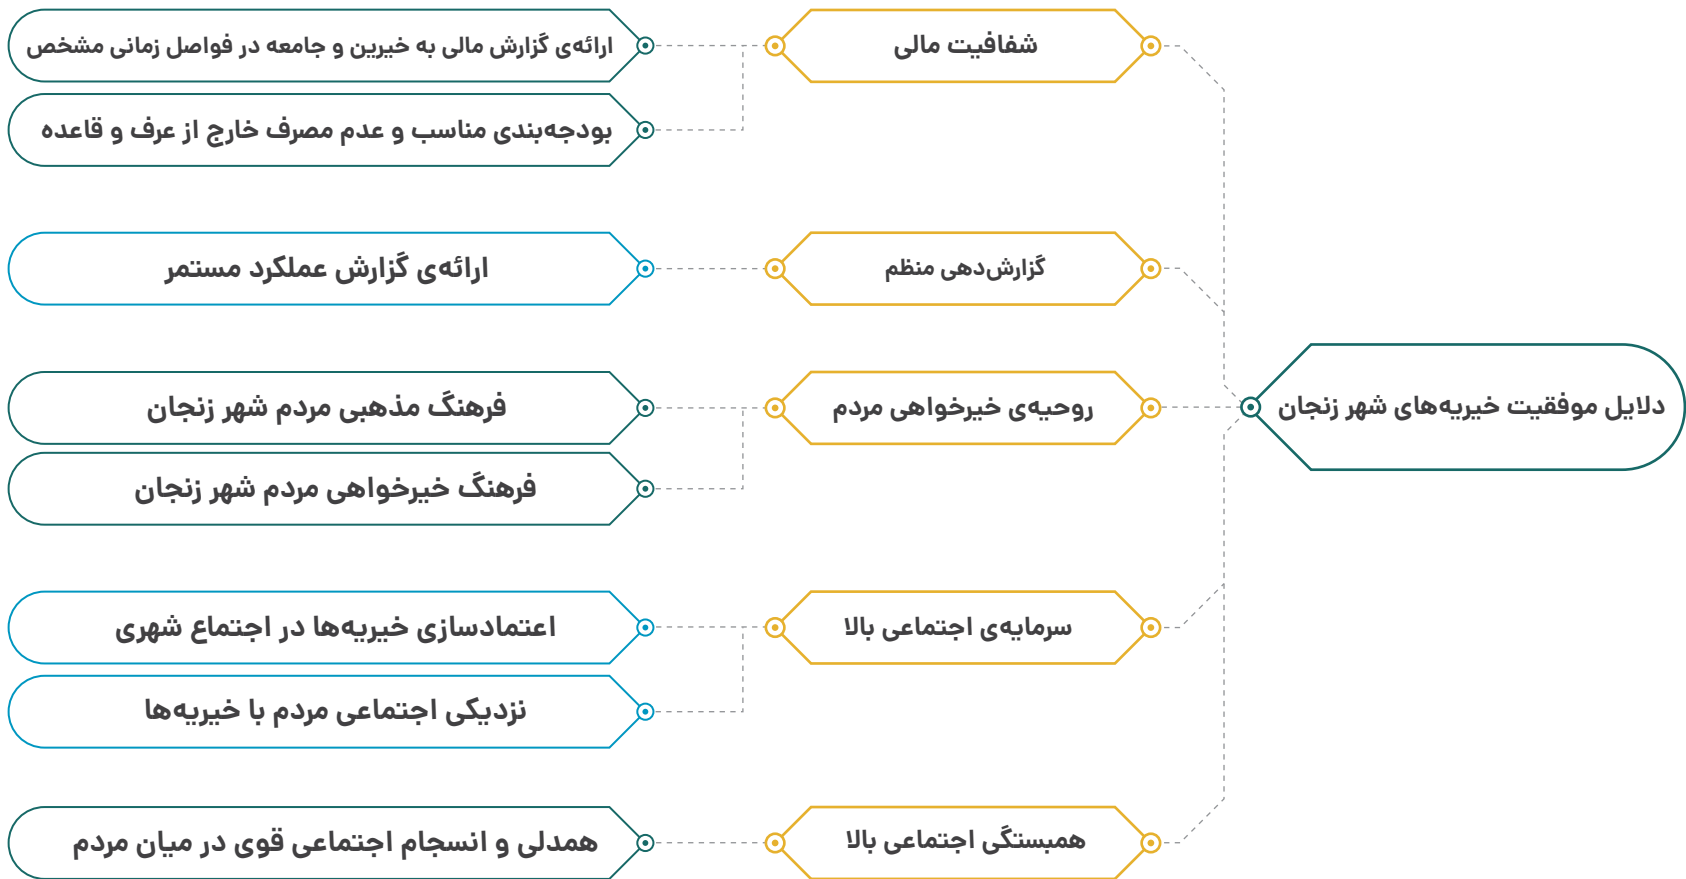 دلایل موفقیت خیریه‌های شهر زنجان
شفافیت مالی
ارائه‌ی گزارش مالی به خیرین و جامعه در فواصل زمانی مشخص
بودجه‌بندی مناسب و عدم مصرف خارج از عرف و قاعده
گزارش‌دهی منظم
ارائه‌ی گزارش عملکرد مستمر
روحیه‌ی خیرخواهی مردم
فرهنگ مذهبی مردم شهر زنجان
فرهنگ خیرخواهی مردم شهر زنجان
سرمایه‌ی اجتماعی بالا
اعتمادسازی خیریه‌ها در اجتماع شهری
نزدیکی اجتماعی مردم با خیریه‌ها
همبستگی اجتماعی بالا
همدلی و انسجام اجتماعی قوی در میان مردم